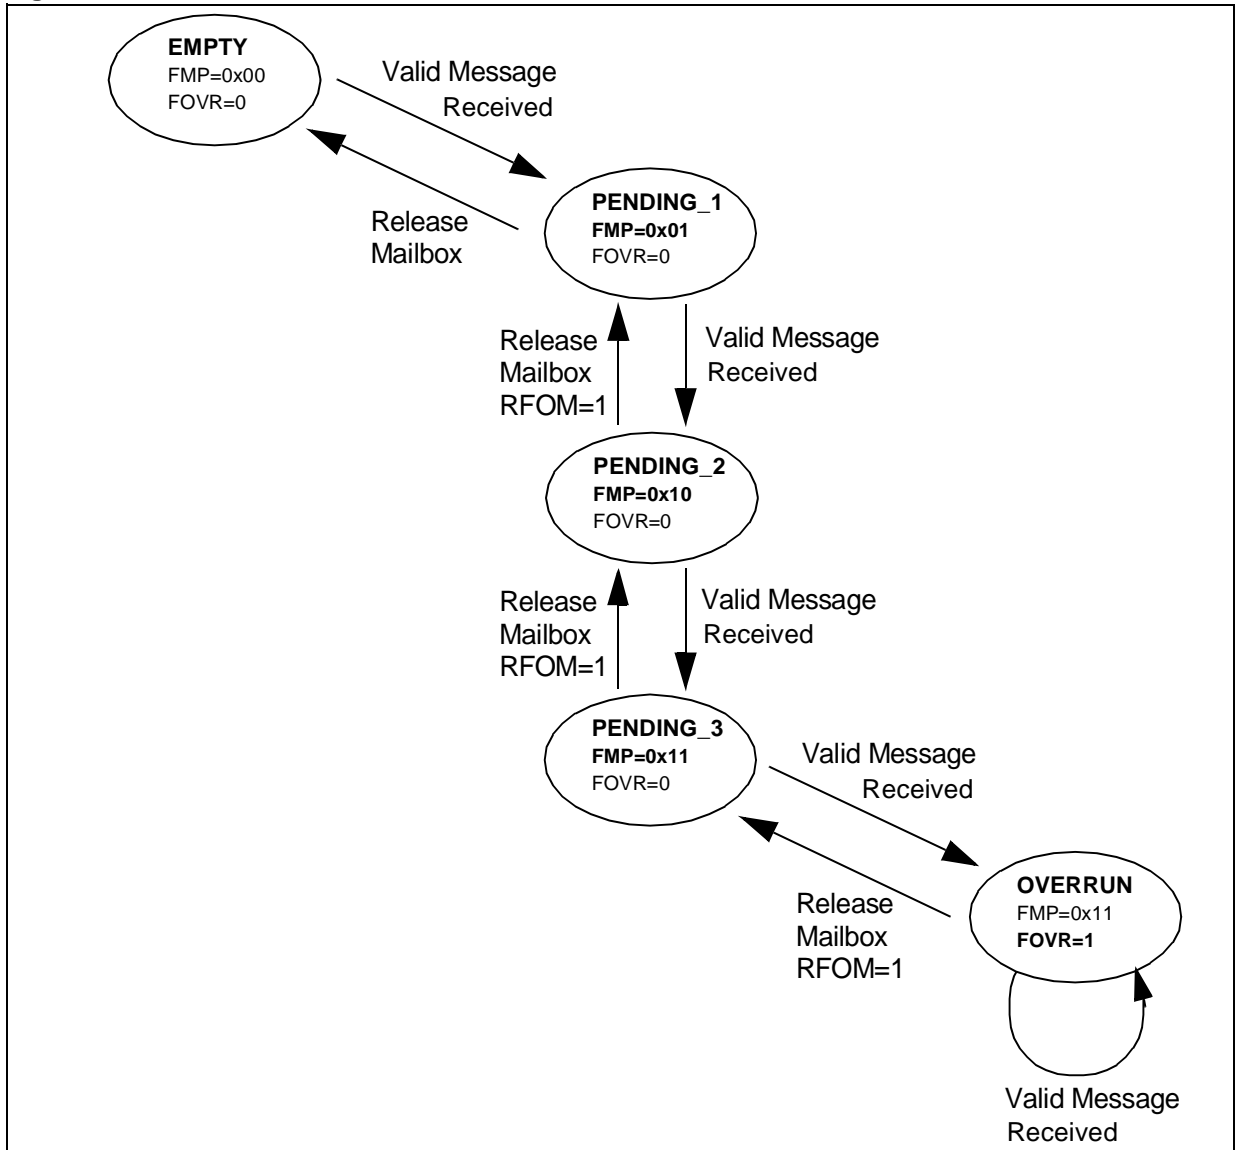 EMPTY
FMP=0x00
FOVR=0
Valid Message
Received
Release
Mailbox
PENDING_1
FMP=0x01
FOVR=0
Release
Mailbox
RFOM=1
Valid Message
Received
PENDING_2
FMP=0x10
FOVR=0
Release
Mailbox
RFOM=1
Valid Message
Received
PENDING_3
FMP=0x11
FOVR=0
Valid Message
Received
Release
Mailbox
RFOM=1
OVERRUN
FMP=0x11
FOVR=1
Valid Message
Received